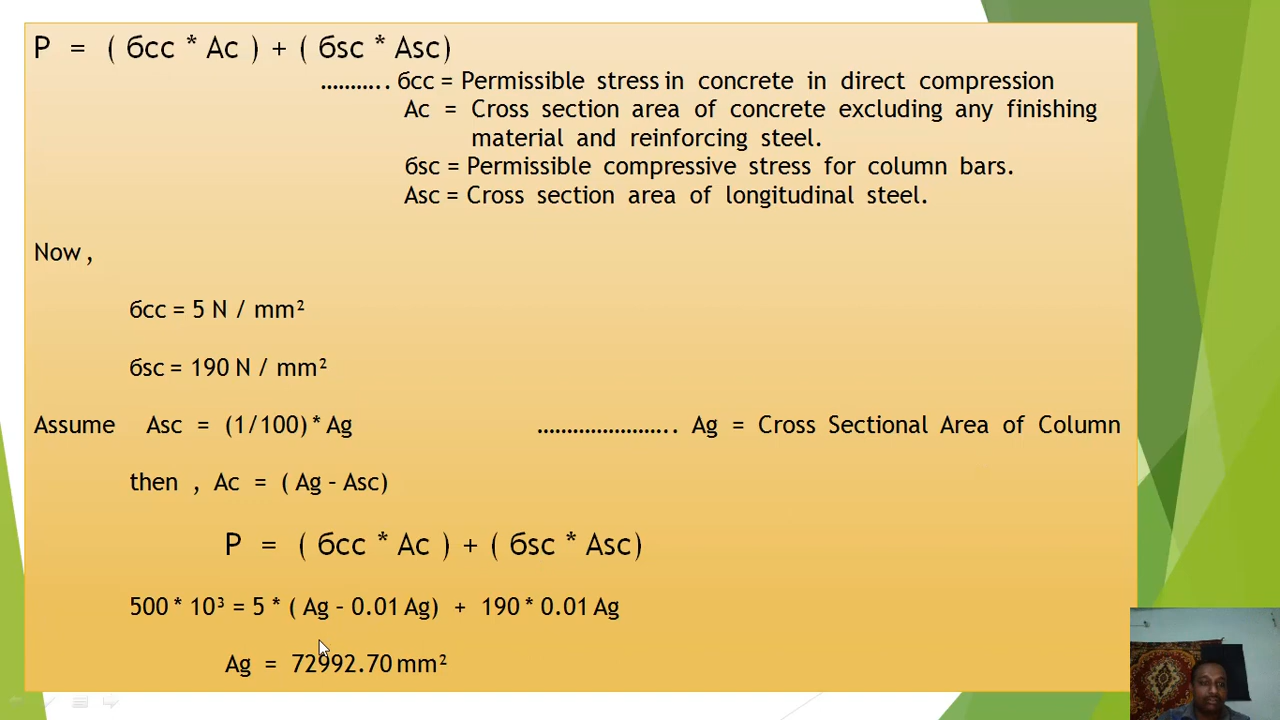 P = ( бcc * Ac ) + ( бsc * Asc)
........... бcc = Permissible stress in concrete in direct compression
Ac = Cross section area of concrete excluding any finishing
material and reinforcing steel.
бsc = Permissible compressive stress for column bars.
Asc = Cross section area of longitudinal steel.
Now ,
бcc = 5 N / mm²
бsc = 190 N / mm²
Assume Asc = (1/100) * Ag ........................ Ag = Cross Sectional Area of Column
then , Ac = ( Ag – Asc)
P = ( бcc * Ac ) + ( бsc * Asc)
500 * 10³ = 5 * ( Ag – 0.01 Ag) + 190 * 0.01 Ag
Ag = 72992.70 mm²